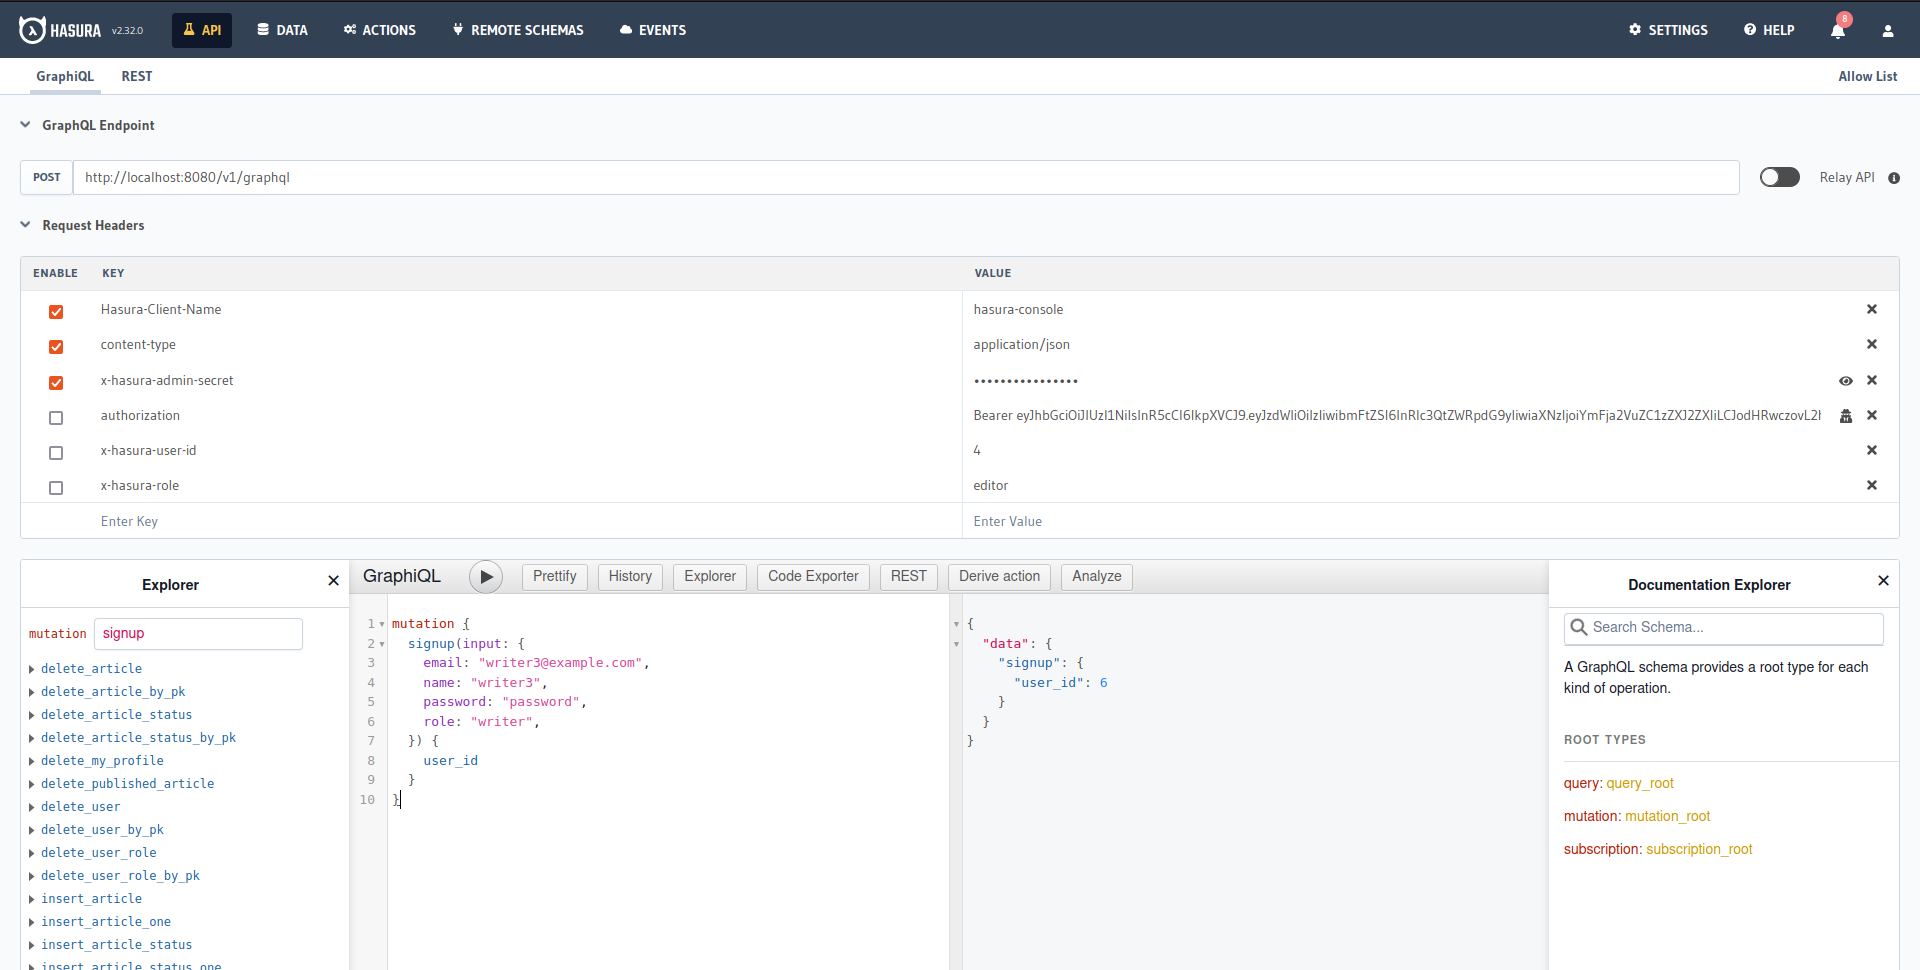 HASURA v2.32.0 API DATA ACTIONS REMOTE SCHEMAS EVENTS SETTINGS HELP 8
GraphiQL REST Allow List
GraphQL Endpoint
POST http://localhost:8080/v1/graphql Relay API
Request Headers
ENABLE KEY VALUE
Hasura-Client-Name hasura-console
content-type application/json
x-hasura-admin-secret ••••••••••••••••
authorization Bearer
x-hasura-user-id 4
x-hasura-role editor
Enter Key Enter Value
Explorer
mutation signup
delete_article
delete_article_by_pk
delete_article_status
delete_article_status_by_pk
delete_my_profile
delete_published_article
delete_user
delete_user_by_pk
delete_user_role
delete_user_role_by_pk
insert_article
insert_article_one
insert_article_status
insert_article_status_one
GraphiQL Prettify History Explorer Code Exporter REST Derive action Analyze
1 mutation {
2 signup(input: {
3 email: "writer3@example.com",
4 name: "writer3",
5 password: "password",
6 role: "writer",
7 }) {
8 user_id
9 }
10 }
{
"data": {
"signup": {
"user_id": 6
}
}
}
Documentation Explorer
Search Schema...
A GraphQL schema provides a root type for each
kind of operation.
ROOT TYPES
query: query_root
mutation: mutation_root
subscription: subscription_root